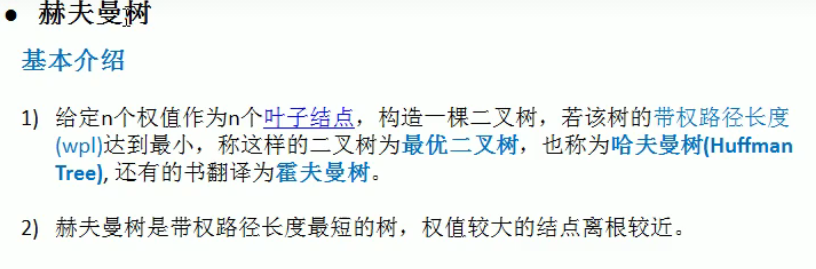 ● 赫夫曼树
基本介绍
1) 给定n个权值作为n个叶子结点，构造一棵二叉树，若该树的带权路径长度
(wpl)达到最小，称这样的二叉树为最优二叉树，也称为哈夫曼树(Huffman
Tree), 还有的书翻译为霍夫曼树。
2) 赫夫曼树是带权路径长度最短的树，权值较大的结点离根较近。